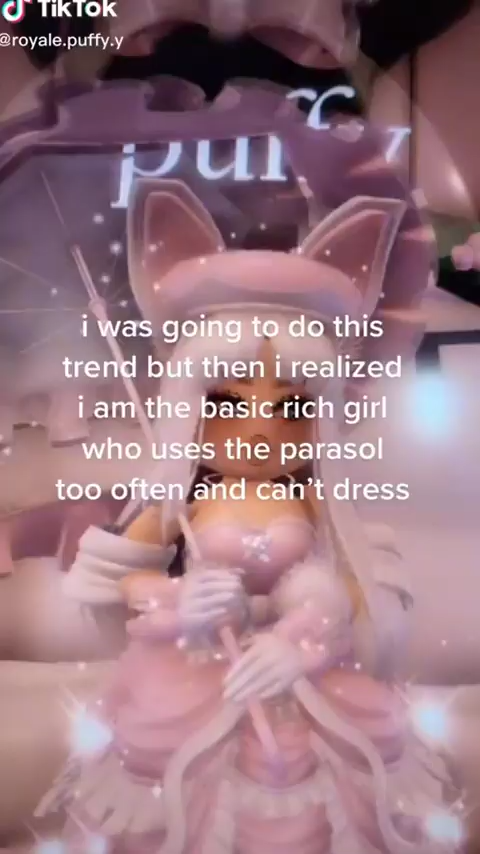 TikTok
@royale.puffy.y
puffy
i was going to do this
trend but then i realized
i am the basic rich girl
who uses the parasol
too often and can't dress